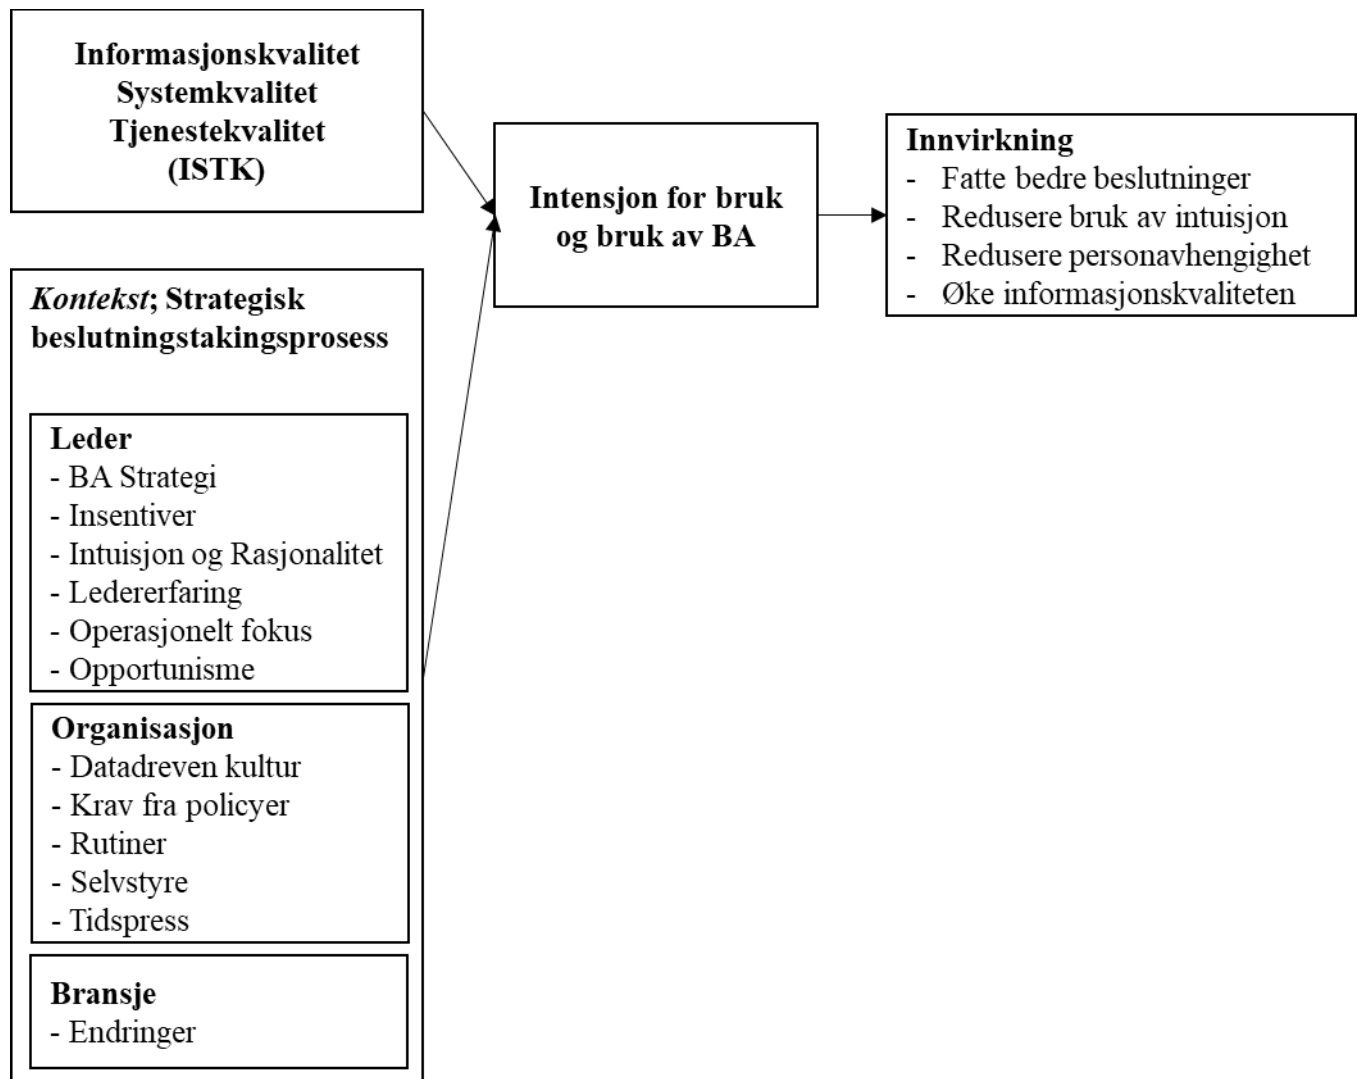 Informasjonskvalitet
Systemkvalitet
Tjenestekvalitet
(ISTK)
Kontekst; Strategisk
beslutningstakingsprosess
Leder
- BA Strategi
- Insentiver
- Intuisjon og Rasjonalitet
- Ledererfaring
- Operasjonelt fokus
- Opportunisme
Organisasjon
- Datadreven kultur
- Krav fra policyer
- Rutiner
- Selvstyre
- Tidspress
Bransje
- Endringer
Intensjon for bruk
og bruk av BA
Innvirkning
- Fatte bedre beslutninger
- Redusere bruk av intuisjon
- Redusere personavhengighet
- Øke informasjonskvaliteten